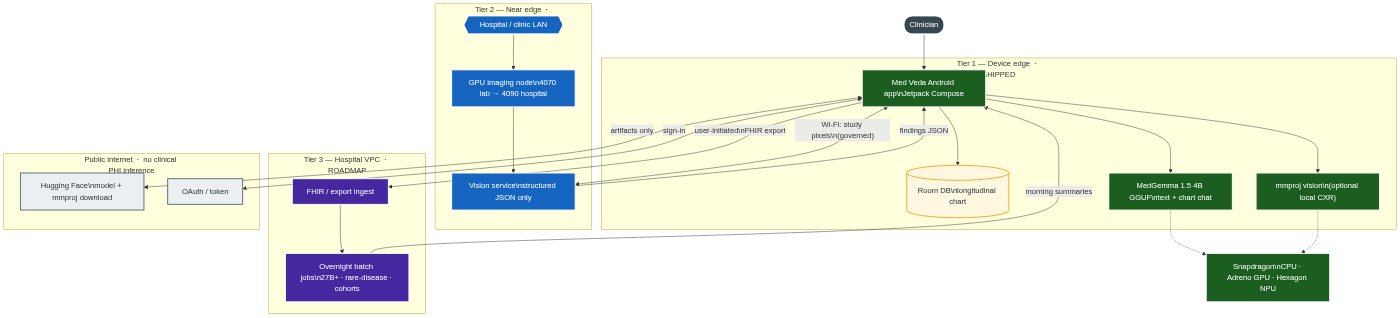 Tier 2 — Near edge  ·
Hospital / clinic LAN
GPU imaging node\n4070
lab → 4090 hospital
Vision service\nstructured
JSON only
Clinician
Tier 1 — Device edge  ·
HIPPED
Med Veda Android
app\nJetpack Compose
artifacts only
sign-in
user-initiated\nFHIR export
Wi-Fi: study
pixels\n(governed)
findings JSON
morning summaries
Room DB\nlongitudinal
chart
MedGemma 1.5 4B
GGUF\ntext + chart chat
mmproj vision\n(optional
local CXR)
Snapdragon\nCPU ·
Adreno GPU · Hexagon
NPU
Public internet  ·  no clinical
PHI inference
Hugging Face\nmodel +
mmproj download
OAuth / token
Tier 3 — Hospital VPC  ·
ROADMAP
FHIR / export ingest
Overnight batch
jobs\n27B+ · rare-disease ·
cohorts